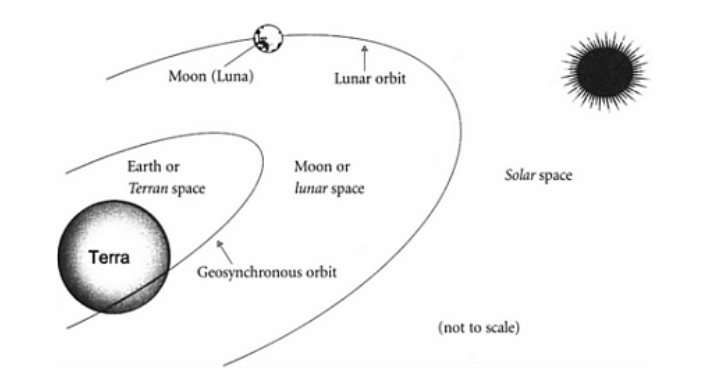 Moon (Luna)
Lunar orbit
Earth or
Terran space
Moon or
lunar space
Solar space
Terra
Geosynchronous orbit
(not to scale)